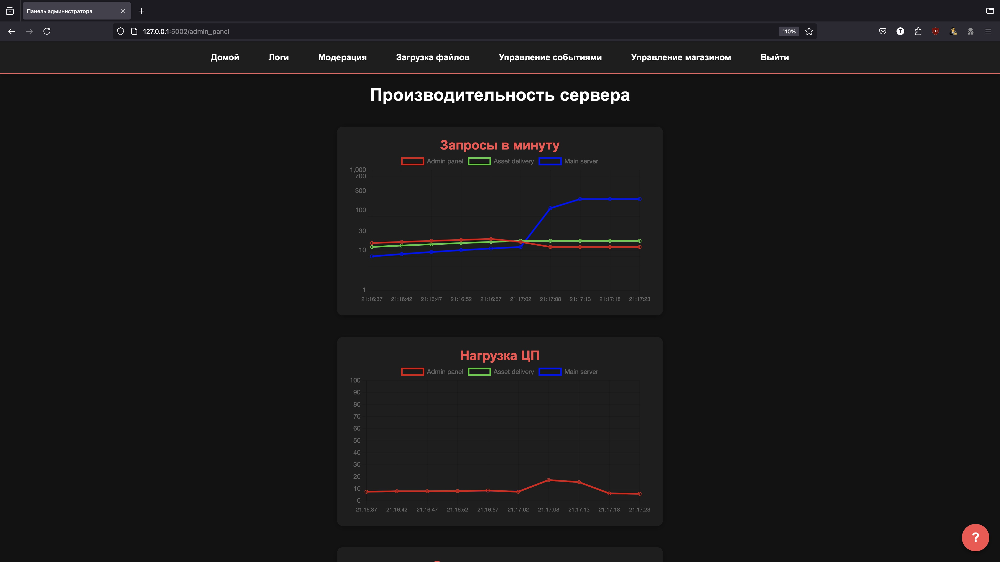 Панель администратора
127.0.0.1:5002/admin_panel
110%
T
Домой Логи Модерация Загрузка файлов Управление событиями Управление магазином Выйти
Производительность сервера
Запросы в минуту
Admin panel Asset delivery Main server
1,000
700
300
100
30
10
1
21:16:37 21:16:42 21:16:47 21:16:52 21:16:57 21:17:02 21:17:08 21:17:13 21:17:18 21:17:23
Нагрузка ЦП
Admin panel Asset delivery Main server
100
90
80
70
60
50
40
30
20
10
0
21:16:37 21:16:42 21:16:47 21:16:52 21:16:57 21:17:02 21:17:08 21:17:13 21:17:18 21:17:23
?